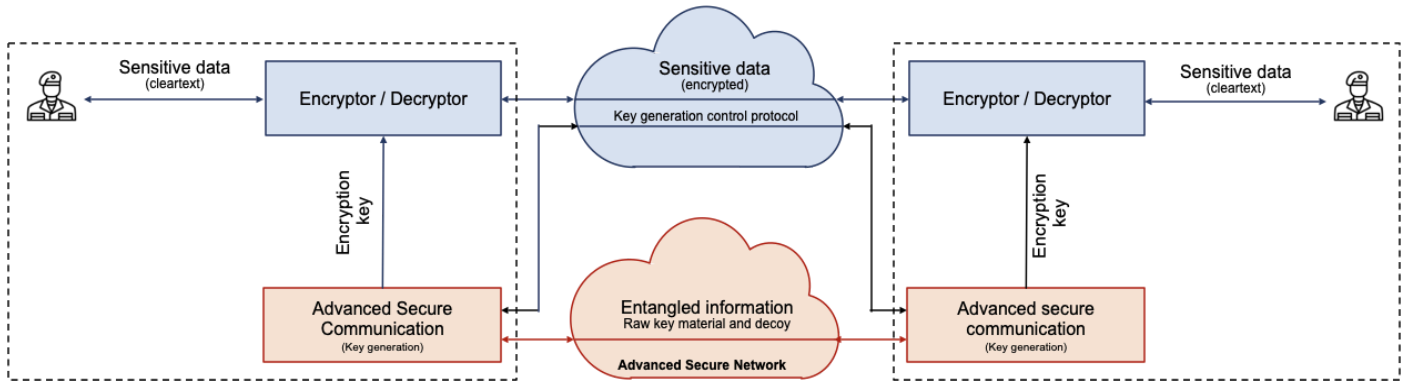 Sensitive data
(cleartext)
Encryptor / Decryptor
Sensitive data
(encrypted)
Key generation control protocol
Encryptor / Decryptor
Sensitive data
(cleartext)
Encryption
key
Encryption
key
Advanced Secure
Communication
(Key generation)
Entangled information
Raw key material and decoy
Advanced Secure Network
Advanced secure
communication
(Key generation)